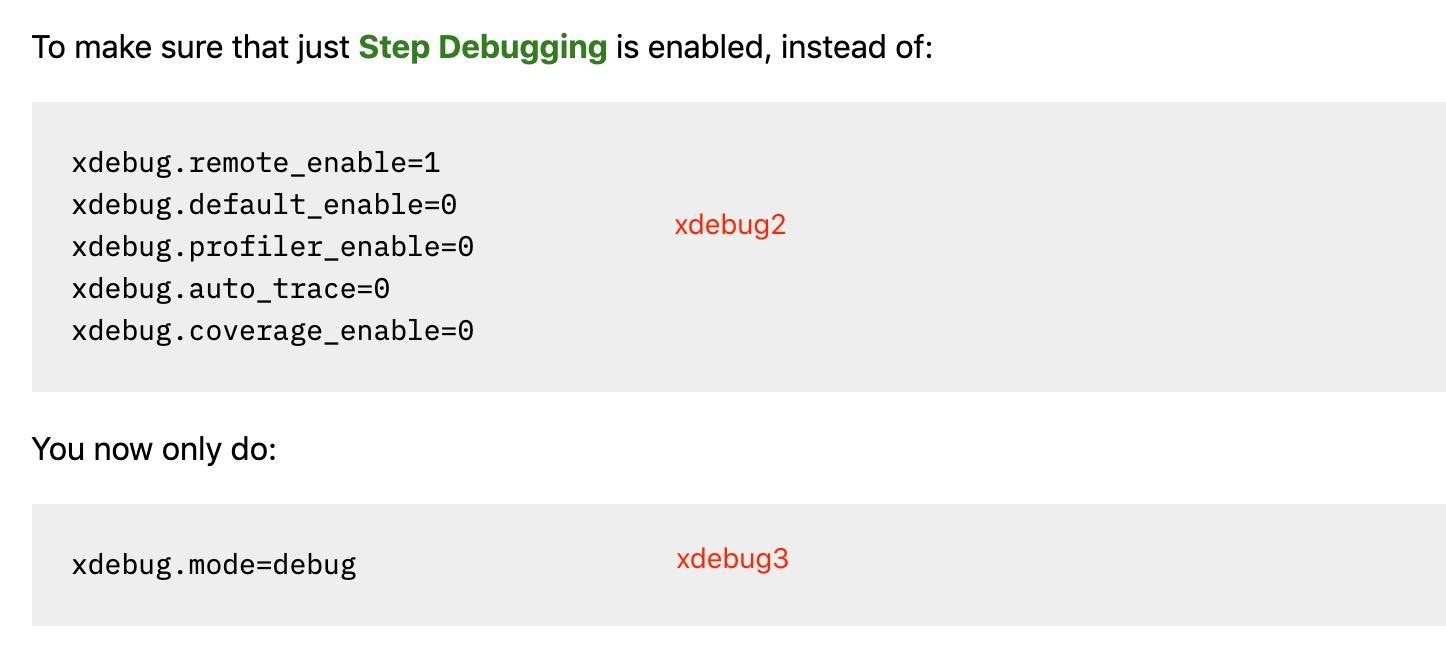 To make sure that just Step Debugging is enabled, instead of:
xdebug.remote_enable=1
xdebug.default_enable=0
xdebug2
xdebug.profiler_enable=0
xdebug.auto_trace=0
xdebug.coverage_enable=0
You now only do:
xdebug.mode=debug
xdebug3